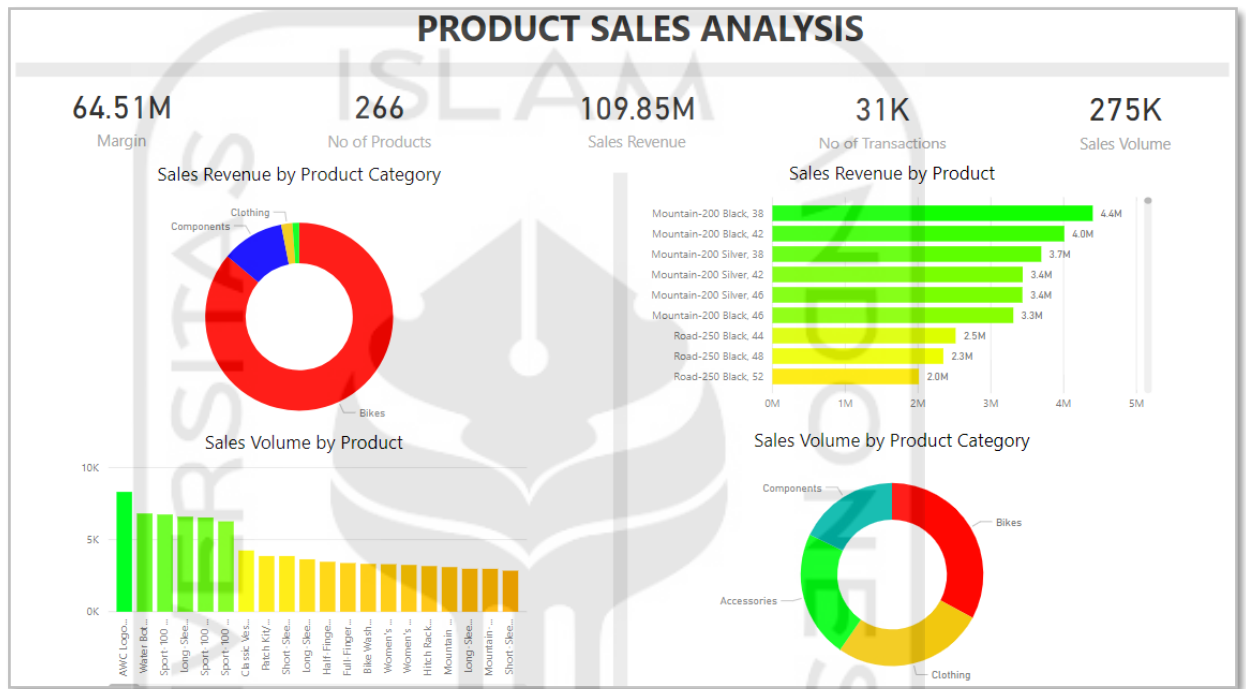 PRODUCT SALES ANALYSIS
64.51M
Margin
266
No of Products
109.85M
Sales Revenue
31K
No of Transactions
275K
Sales Volume
Sales Revenue by Product Category
Clothing
Components
Bikes
Sales Revenue by Product
Mountain-200 Black, 38
4.4M
Mountain-200 Black, 42
4.0M
Mountain-200 Silver, 38
3.7M
Mountain-200 Silver, 42
3.4M
Mountain-200 Silver, 46
3.4M
Mountain-200 Black, 46
3.3M
Road-250 Black, 44
2.5M
Road-250 Black, 48
2.3M
Road-250 Black, 52
2.0M
0M 1M 2M 3M 4M 5M
Sales Volume by Product
10K
5K
0K
AWC Logo...
Water Bot...
Sport-100 ...
Long-Slee...
Sport-100 ...
Sport-100 ...
Classic Ves...
Patch Kit/...
Short-Slee...
Long-Slee...
Half-Finge...
Full-Finger...
Bike Wash...
Women's ...
Women's ...
Hitch Rack...
Mountain ...
Long-Slee...
Mountain-...
Short-Slee...
Sales Volume by Product Category
Components
Bikes
Accessories
Clothing
ISLAM